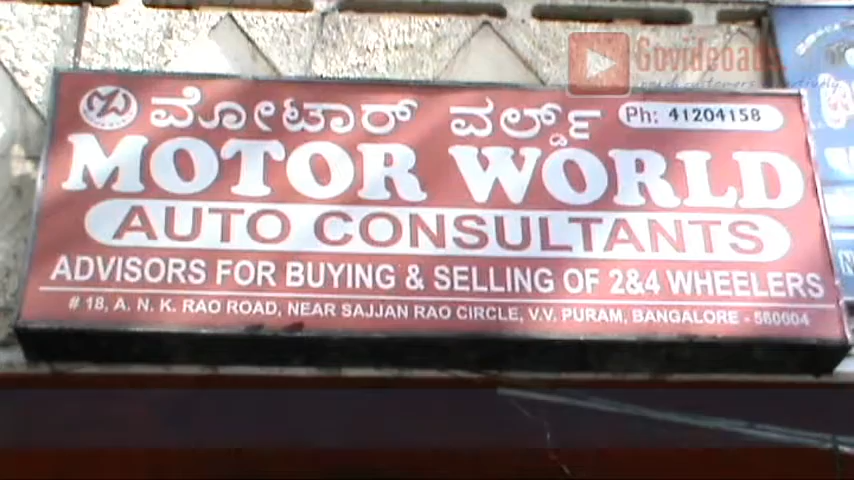 ಮೋಟಾರ್ ವರ್ಲ್ಡ್ Ph: 41204158
MOTOR WORLD
AUTO CONSULTANTS
ADVISORS FOR BUYING & SELLING OF 2&4 WHEELERS
# 18, A. N. K. RAO ROAD, NEAR SAJJAN RAO CIRCLE, V.V. PURAM, BANGALORE - 560004
Govideoads